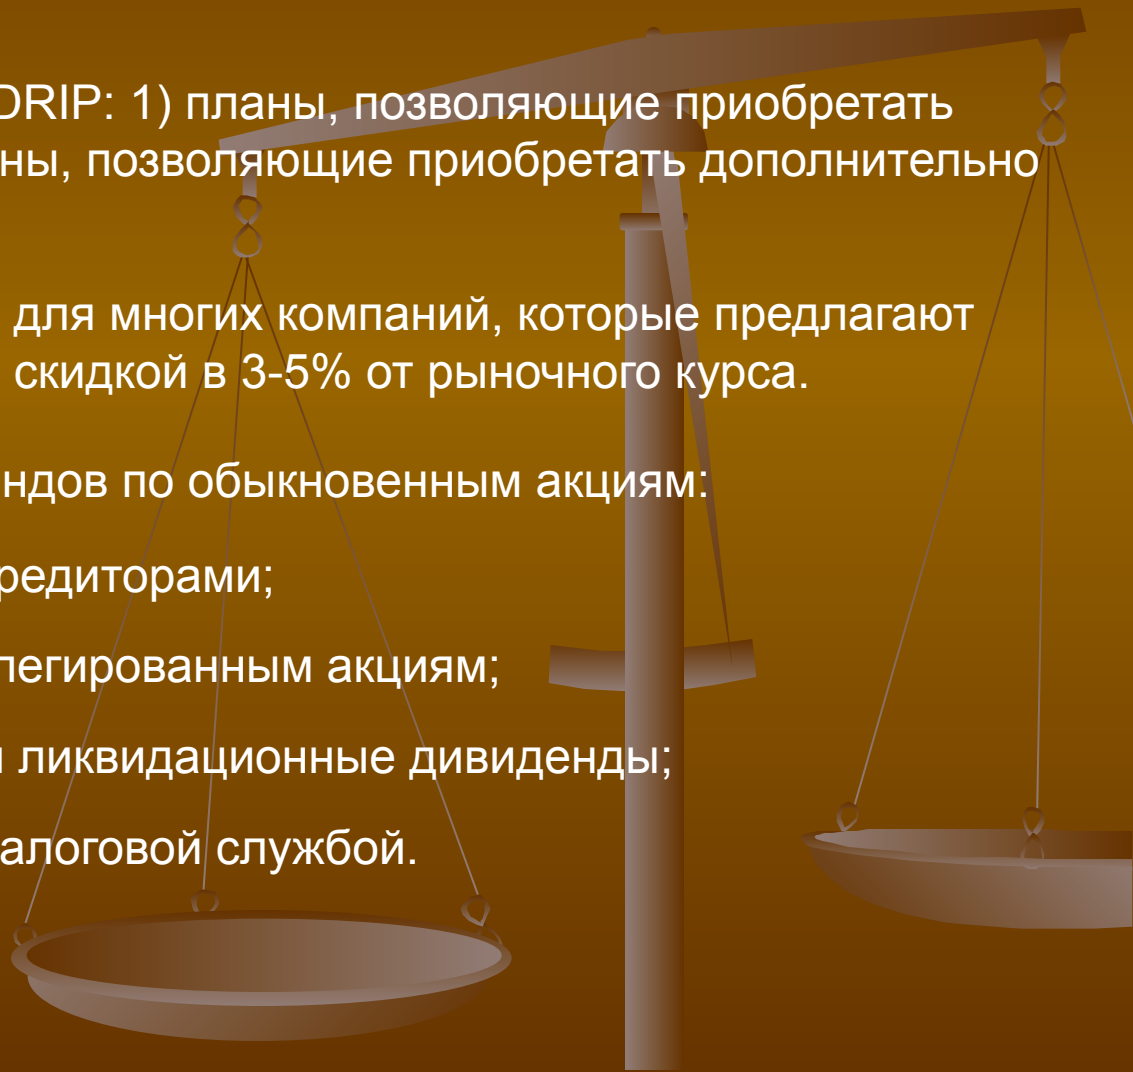 DRIP: 1) планы, позволяющие приобретать
ны, позволяющие приобретать дополнительно
для многих компаний, которые предлагают
скидкой в 3-5% от рыночного курса.
ндов по обыкновенным акциям:
редиторами;
легированным акциям;
и ликвидационные дивиденды;
алоговой службой.